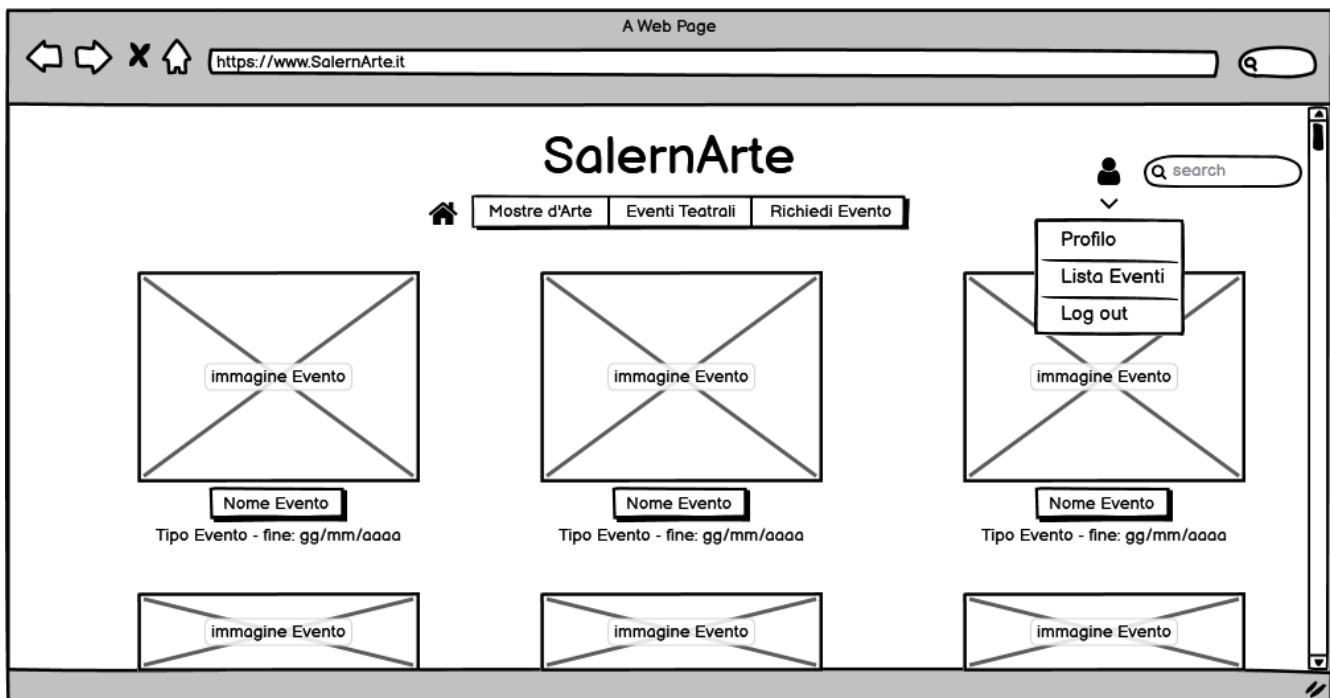 A Web Page
https://www.SalernArte.it
SalernArte
search
Mostre d'Arte Eventi Teatrali Richiedi Evento
Profilo
Lista Eventi
Log out
immagine Evento immagine Evento immagine Evento
Nome Evento Nome Evento Nome Evento
Tipo Evento - fine: gg/mm/aaaa Tipo Evento - fine: gg/mm/aaaa Tipo Evento - fine: gg/mm/aaaa
immagine Evento immagine Evento immagine Evento